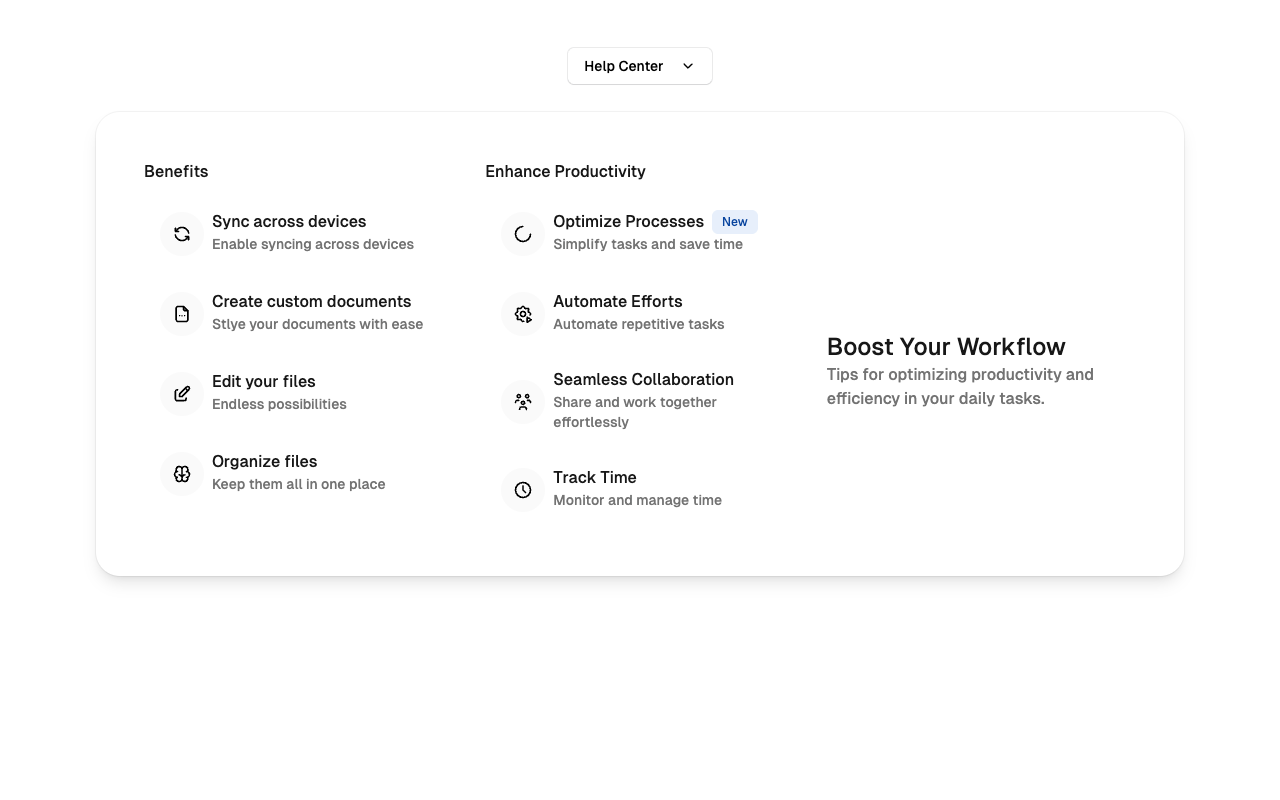 Help Center
Benefits
Sync across devices
Enable syncing across devices
Create custom documents
Stlye your documents with ease
Edit your files
Endless possibilities
Organize files
Keep them all in one place
Enhance Productivity
Optimize Processes New
Simplify tasks and save time
Automate Efforts
Automate repetitive tasks
Seamless Collaboration
Share and work together
effortlessly
Track Time
Monitor and manage time
Boost Your Workflow
Tips for optimizing productivity and
efficiency in your daily tasks.